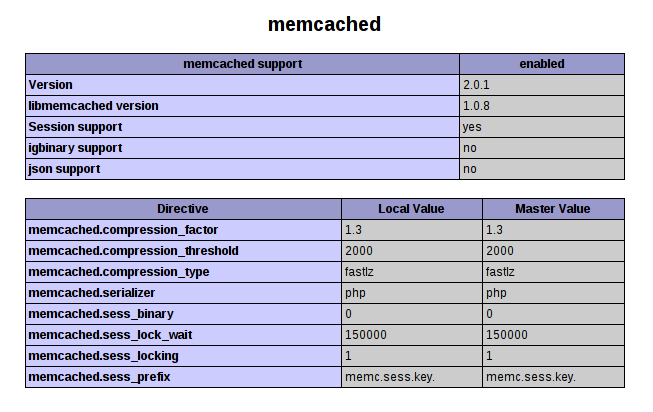 memcached
memcached support enabled
Version 2.0.1
libmemcached version 1.0.8
Session support yes
igbinary support no
json support no
Directive Local Value Master Value
memcached.compression_factor 1.3 1.3
memcached.compression_threshold 2000 2000
memcached.compression_type fastlz fastlz
memcached.serializer php php
memcached.sess_binary 0 0
memcached.sess_lock_wait 150000 150000
memcached.sess_locking 1 1
memcached.sess_prefix memc.sess.key. memc.sess.key.